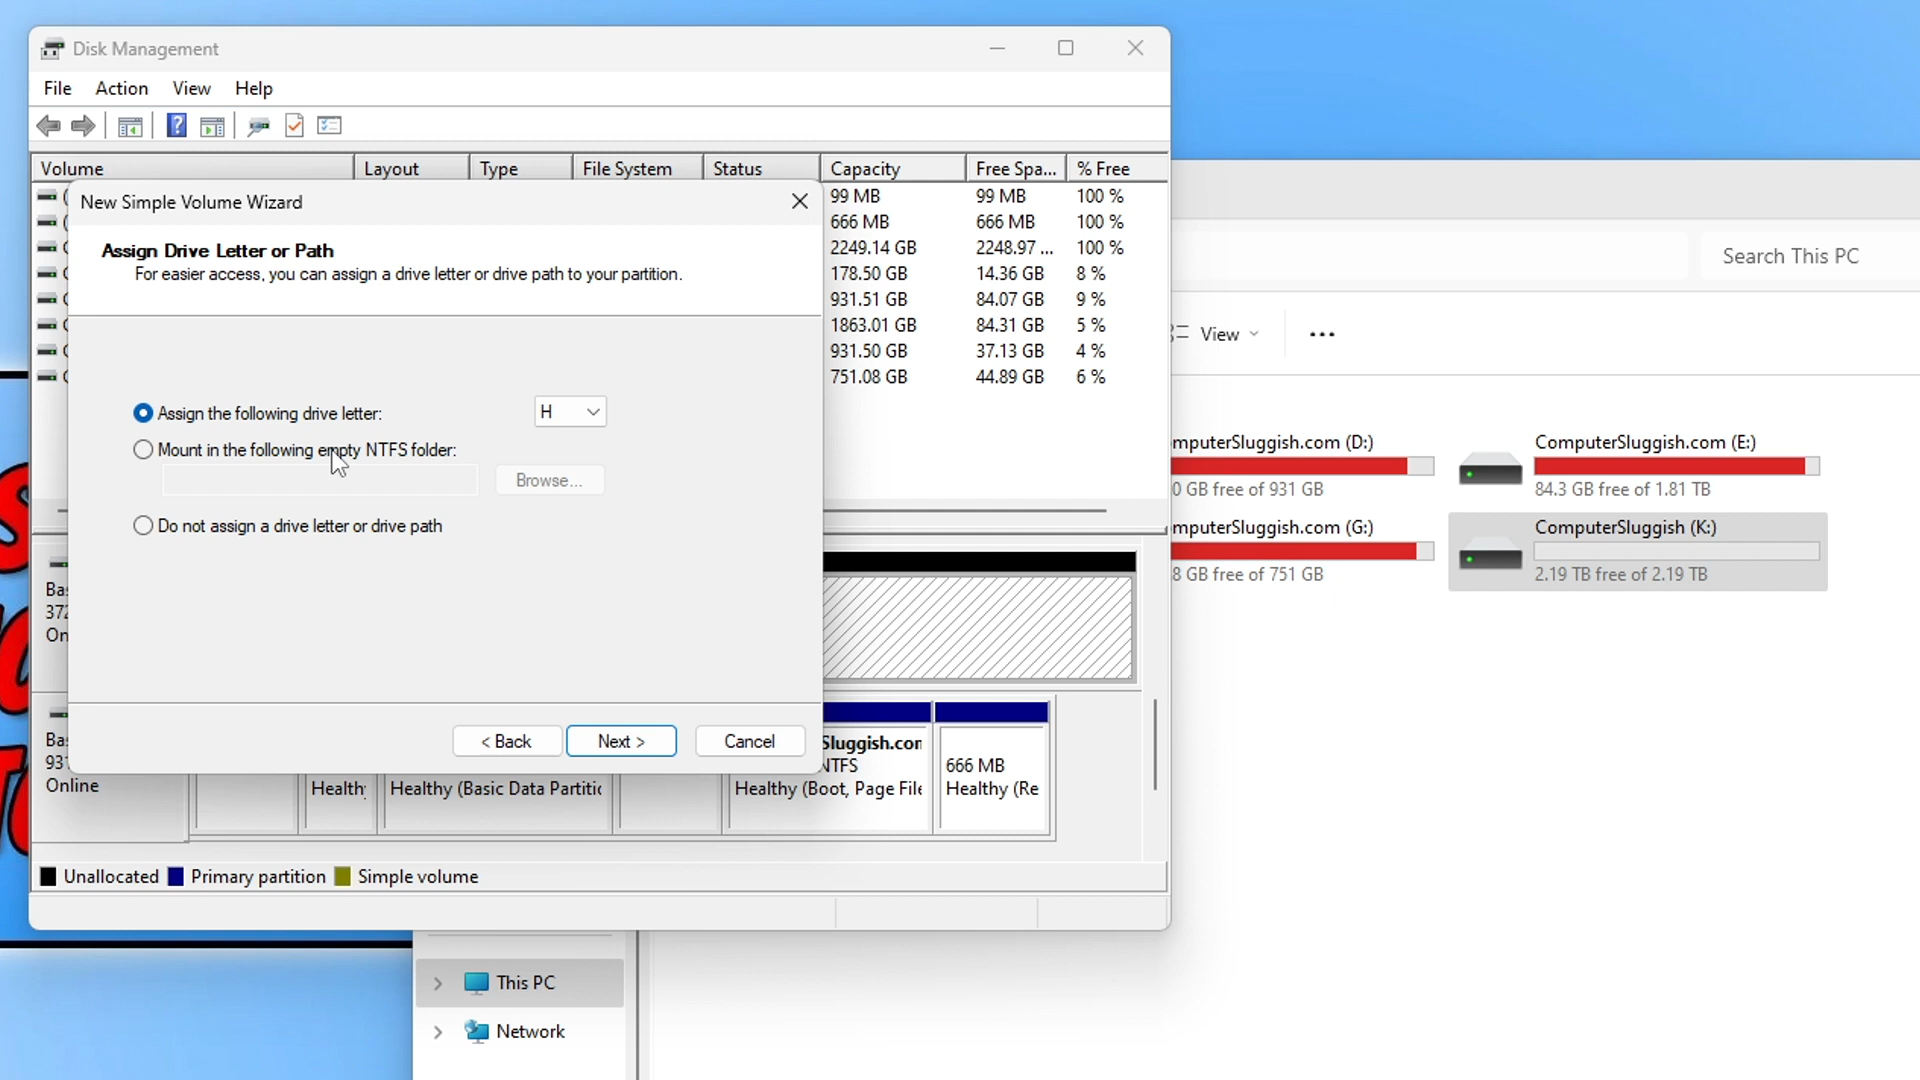 Disk Management
File Action View Help
Volume Layout Type File System Status Capacity Free Spa... % Free
99 MB 99 MB 100 %
666 MB 666 MB 100 %
2249.14 GB 2248.97 ... 100 %
178.50 GB 14.36 GB 8 %
931.51 GB 84.07 GB 9 %
1863.01 GB 84.31 GB 5 %
931.50 GB 37.13 GB 4 %
751.08 GB 44.89 GB 6 %
New Simple Volume Wizard
Assign Drive Letter or Path
For easier access, you can assign a drive letter or drive path to your partition.
Assign the following drive letter: H
Mount in the following empty NTFS folder:
Browse...
Do not assign a drive letter or drive path
< Back Next > Cancel
Bas
372
On
Bas
931
Online
Healthy
Healthy (Basic Data Partitic
Sluggish.con
NTFS
Healthy (Boot, Page File
666 MB
Healthy (Re
Unallocated Primary partition Simple volume
Search This PC
View
mputerSluggish.com (D:)
0 GB free of 931 GB
ComputerSluggish.com (E:)
84.3 GB free of 1.81 TB
mputerSluggish.com (G:)
8 GB free of 751 GB
ComputerSluggish (K:)
2.19 TB free of 2.19 TB
This PC
Network